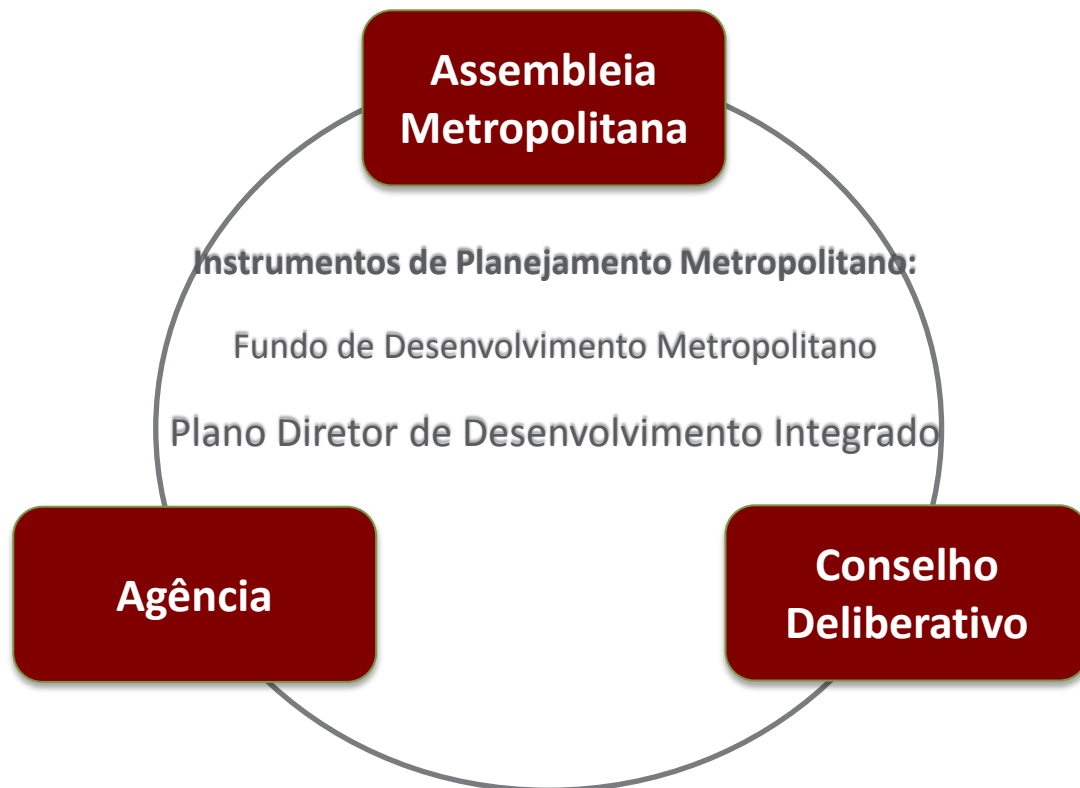 Assembleia
Metropolitana
Instrumentos de Planejamento Metropolitano:
Fundo de Desenvolvimento Metropolitano
Plano Diretor de Desenvolvimento Integrado
Agência
Conselho
Deliberativo